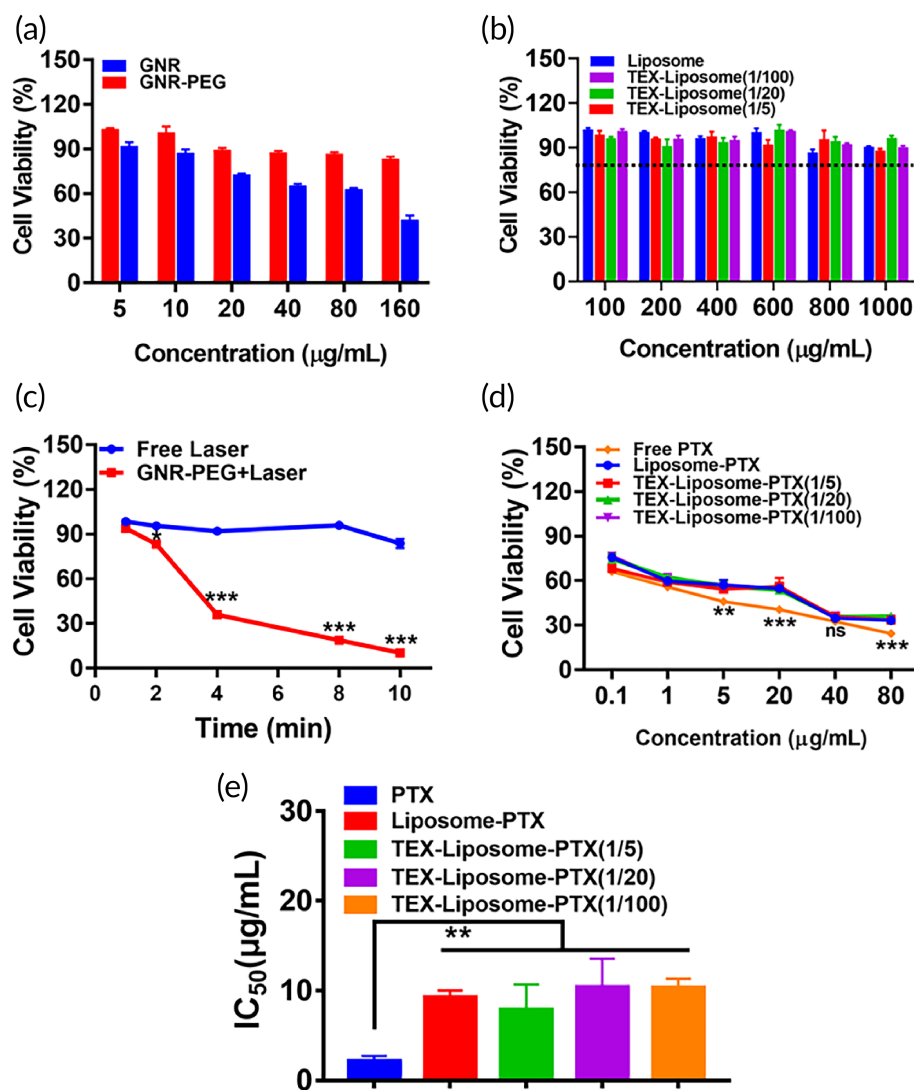 (a)
GNR
GNR-PEG
Cell Viability (%)
150
120
90
60
30
0
5 10 20 40 80 160
Concentration (μg/mL)
(b)
Liposome
TEX-Liposome(1/100)
TEX-Liposome(1/20)
TEX-Liposome(1/5)
Cell Viability (%)
150
120
90
60
30
0
100 200 400 600 800 1000
Concentration (μg/mL)
(c)
Free Laser
GNR-PEG+Laser
Cell Viability (%)
150
120
90
60
30
0
*
***
***
***
0 2 4 6 8 10
Time (min)
(d)
Free PTX
Liposome-PTX
TEX-Liposome-PTX(1/5)
TEX-Liposome-PTX(1/20)
TEX-Liposome-PTX(1/100)
Cell Viability (%)
150
120
90
60
30
0
**
***
ns
***
0.1 1 5 20 40 80
Concentration (μg/mL)
(e)
PTX
Liposome-PTX
TEX-Liposome-PTX(1/5)
TEX-Liposome-PTX(1/20)
TEX-Liposome-PTX(1/100)
IC50(μg/mL)
30
20
10
0
**